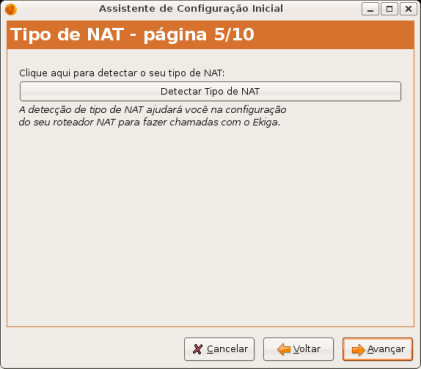 Assistente de Configuração Inicial
Tipo de NAT - página 5/10
Clique aqui para detectar o seu tipo de NAT:
Detectar Tipo de NAT
A detecção de tipo de NAT ajudará você na configuração
do seu roteador NAT para fazer chamadas com o Ekiga.
Cancelar
Voltar
Avançar